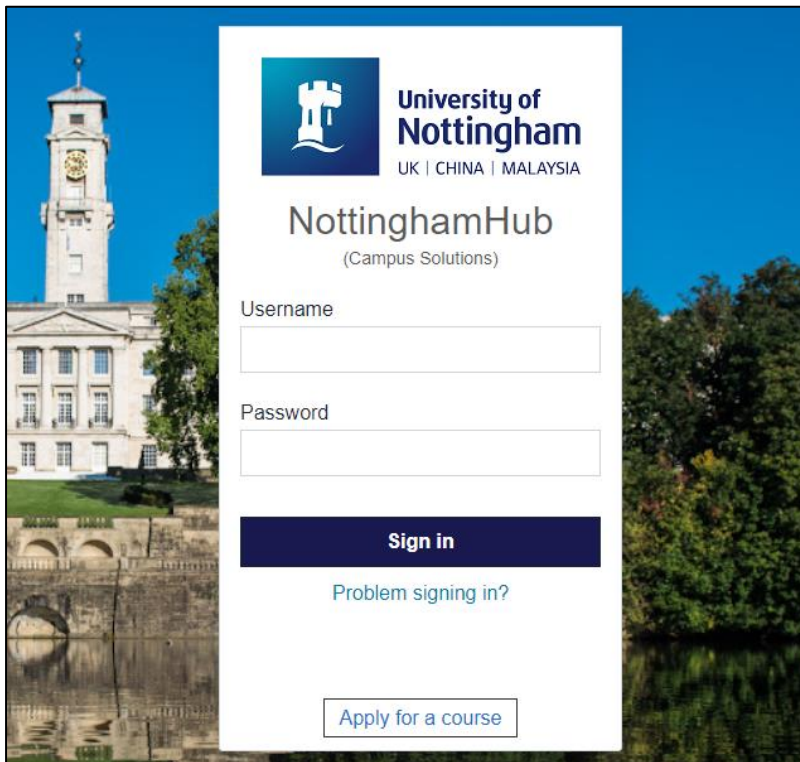 University of
Nottingham
UK | CHINA | MALAYSIA
NottinghamHub
(Campus Solutions)
Username
Password
Sign in
Problem signing in?
Apply for a course